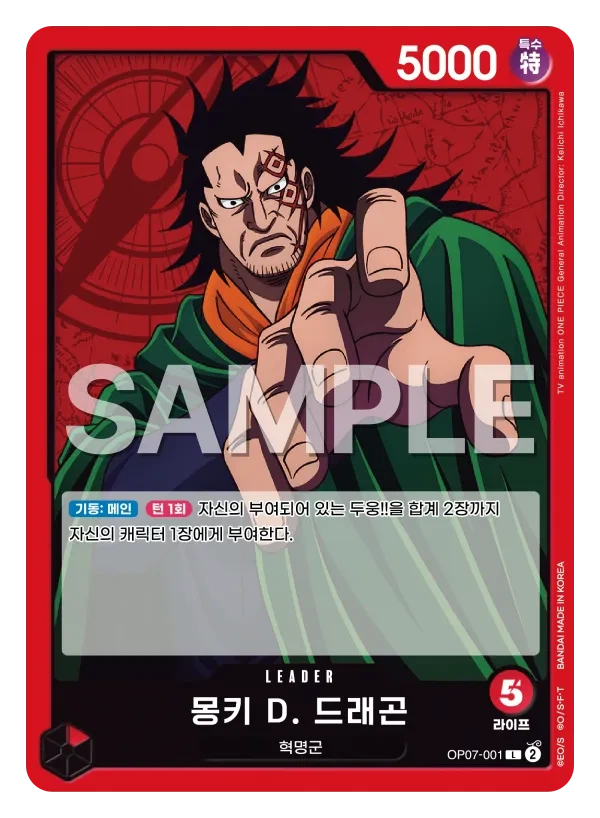 5000
특수
特
TV animation ONE PIECE General Animation Director: Keiichi Ichikawa
SAMPLE
기동: 메인 턴 1회 자신의 부여되어 있는 두웅!!을 합계 2장까지
자신의 캐릭터 1장에게 부여한다.
LEADER
몽키 D. 드래곤
혁명군
5
라이프
OP07-001 L 2
©EO/S ©O/S·F·T BANDAI MADE IN KOREA